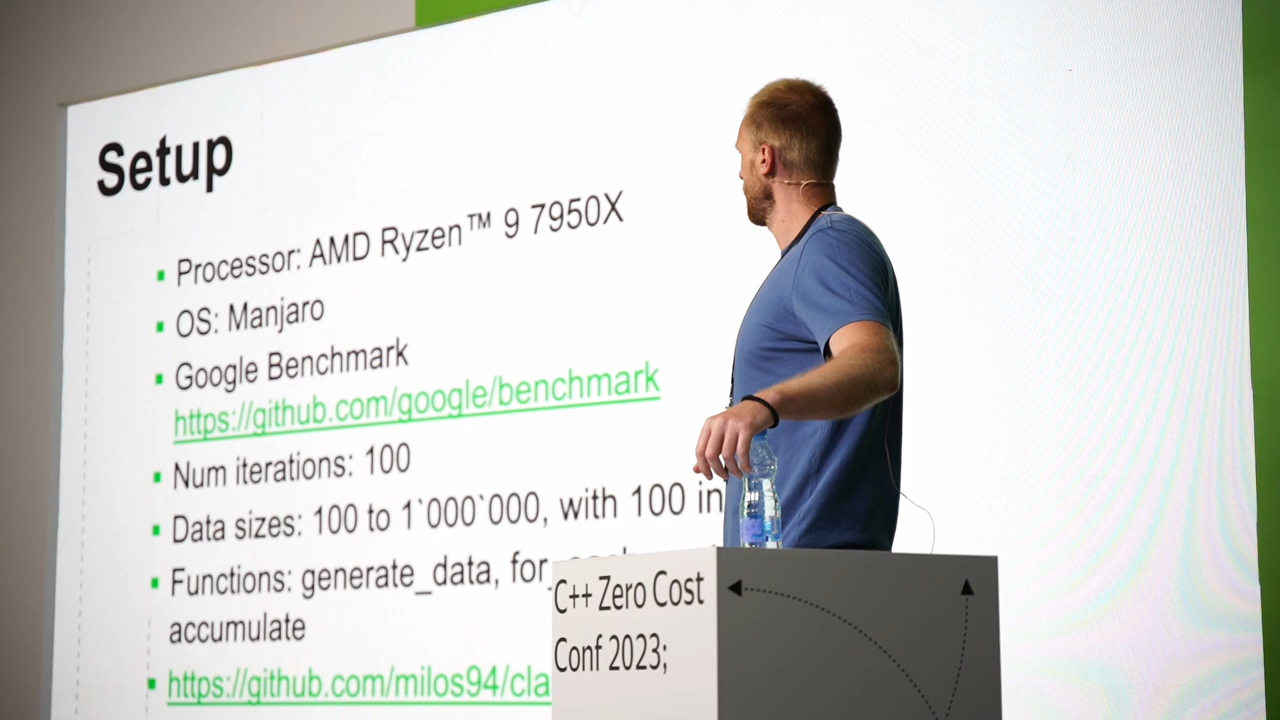 Setup
Processor: AMD Ryzen™ 9 7950X
OS: Manjaro
Google Benchmark
https://github.com/google/benchmark
Num iterations: 100
Data sizes: 100 to 1`000`000, with 100 in
Functions: generate_data, for_
accumulate
https://github.com/milos94/cla
C++ Zero Cost
Conf 2023;